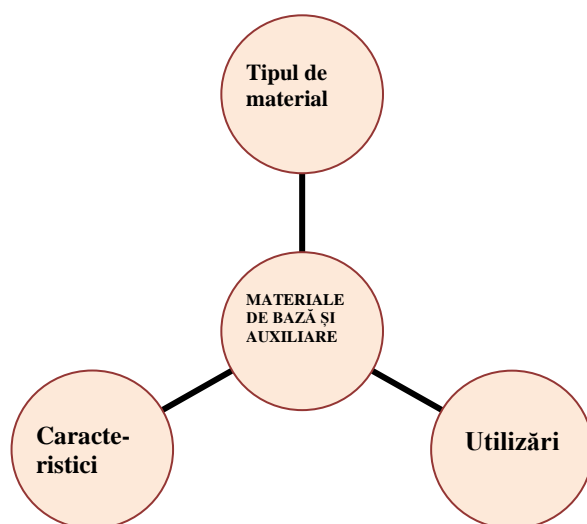 Tipul de
material
MATERIALE
DE BAZĂ ȘI
AUXILIARE
Caracte-
ristici
Utilizări